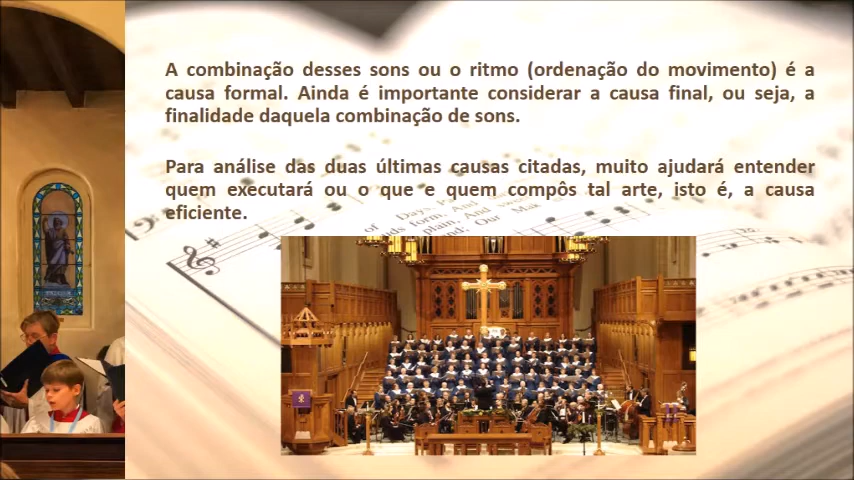 A combinação desses sons ou o ritmo (ordenação do movimento) é a
causa formal. Ainda é importante considerar a causa final, ou seja, a
finalidade daquela combinação de sons.
Para análise das duas últimas causas citadas, muito ajudará entender
quem executará ou o que e quem compôs tal arte, isto é, a causa
eficiente.